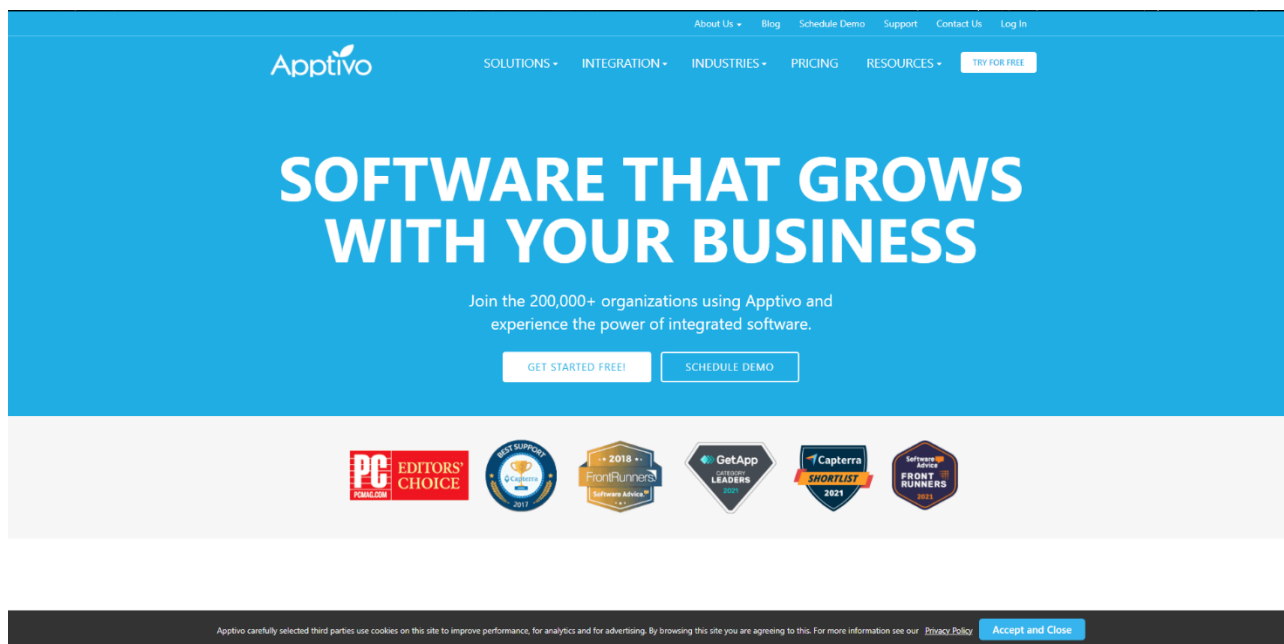 About Us Blog Schedule Demo Support Contact Us Log In
Apptivo SOLUTIONS INTEGRATION INDUSTRIES PRICING RESOURCES TRY FOR FREE
SOFTWARE THAT GROWS
WITH YOUR BUSINESS
Join the 200,000+ organizations using Apptivo and
experience the power of integrated software.
GET STARTED FREE! SCHEDULE DEMO
PC
PCMAG.COM
EDITORS'
CHOICE
BEST SUPPORT
Capterra
2017
2018
FrontRunners
Software Advice
GetApp
CATEGORY
LEADERS
2021
Capterra
SHORTLIST
2021
Software
Advice
FRONT
RUNNERS
2021
Apptivo carefully selected third parties use cookies on this site to improve performance, for analytics and for advertising. By browsing this site you are agreeing to this. For more information see our Privacy Policy Accept and Close